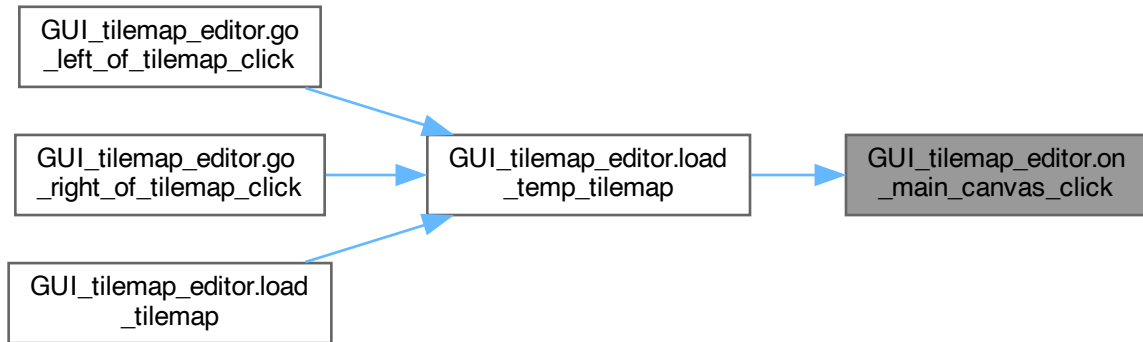 GUI_tilemap_editor.go
_left_of_tilemap_click
GUI_tilemap_editor.go
_right_of_tilemap_click
GUI_tilemap_editor.load
_tilemap
GUI_tilemap_editor.load
_temp_tilemap
GUI_tilemap_editor.on
_main_canvas_click